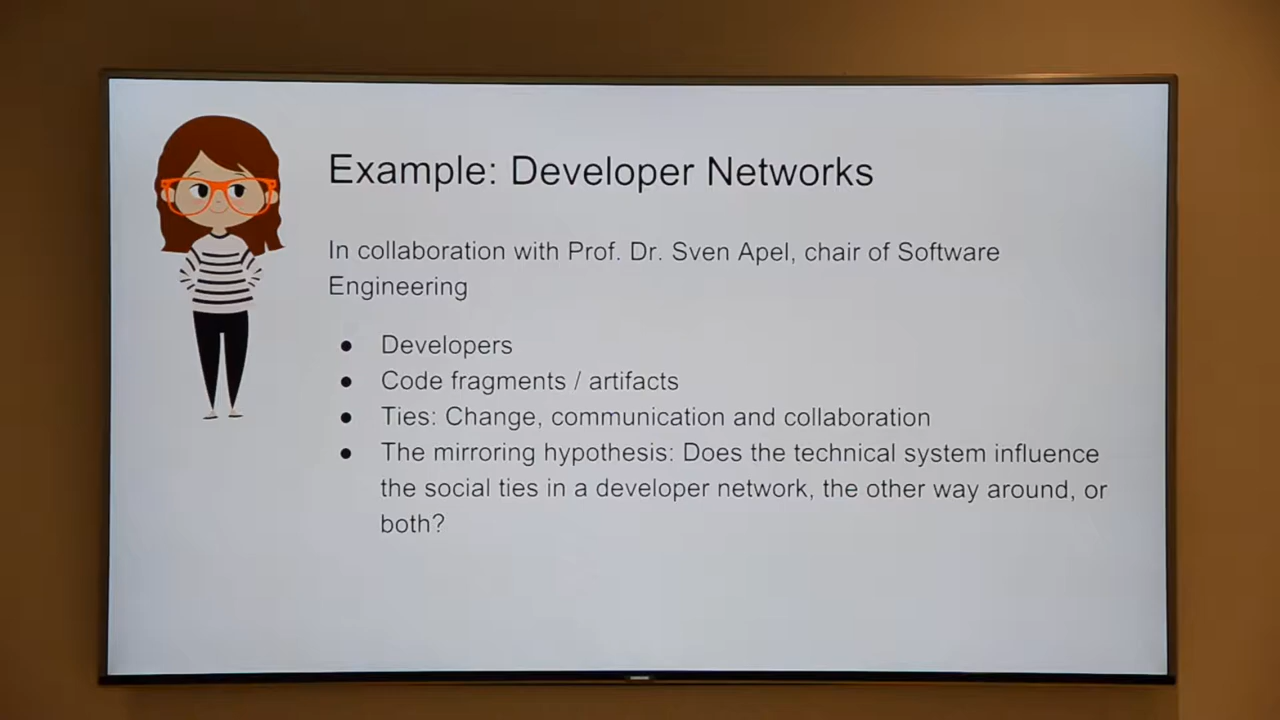 Example: Developer Networks
In collaboration with Prof. Dr. Sven Apel, chair of Software
Engineering
● Developers
● Code fragments / artifacts
● Ties: Change, communication and collaboration
● The mirroring hypothesis: Does the technical system influence
the social ties in a developer network, the other way around, or
both?
SAMSUNG